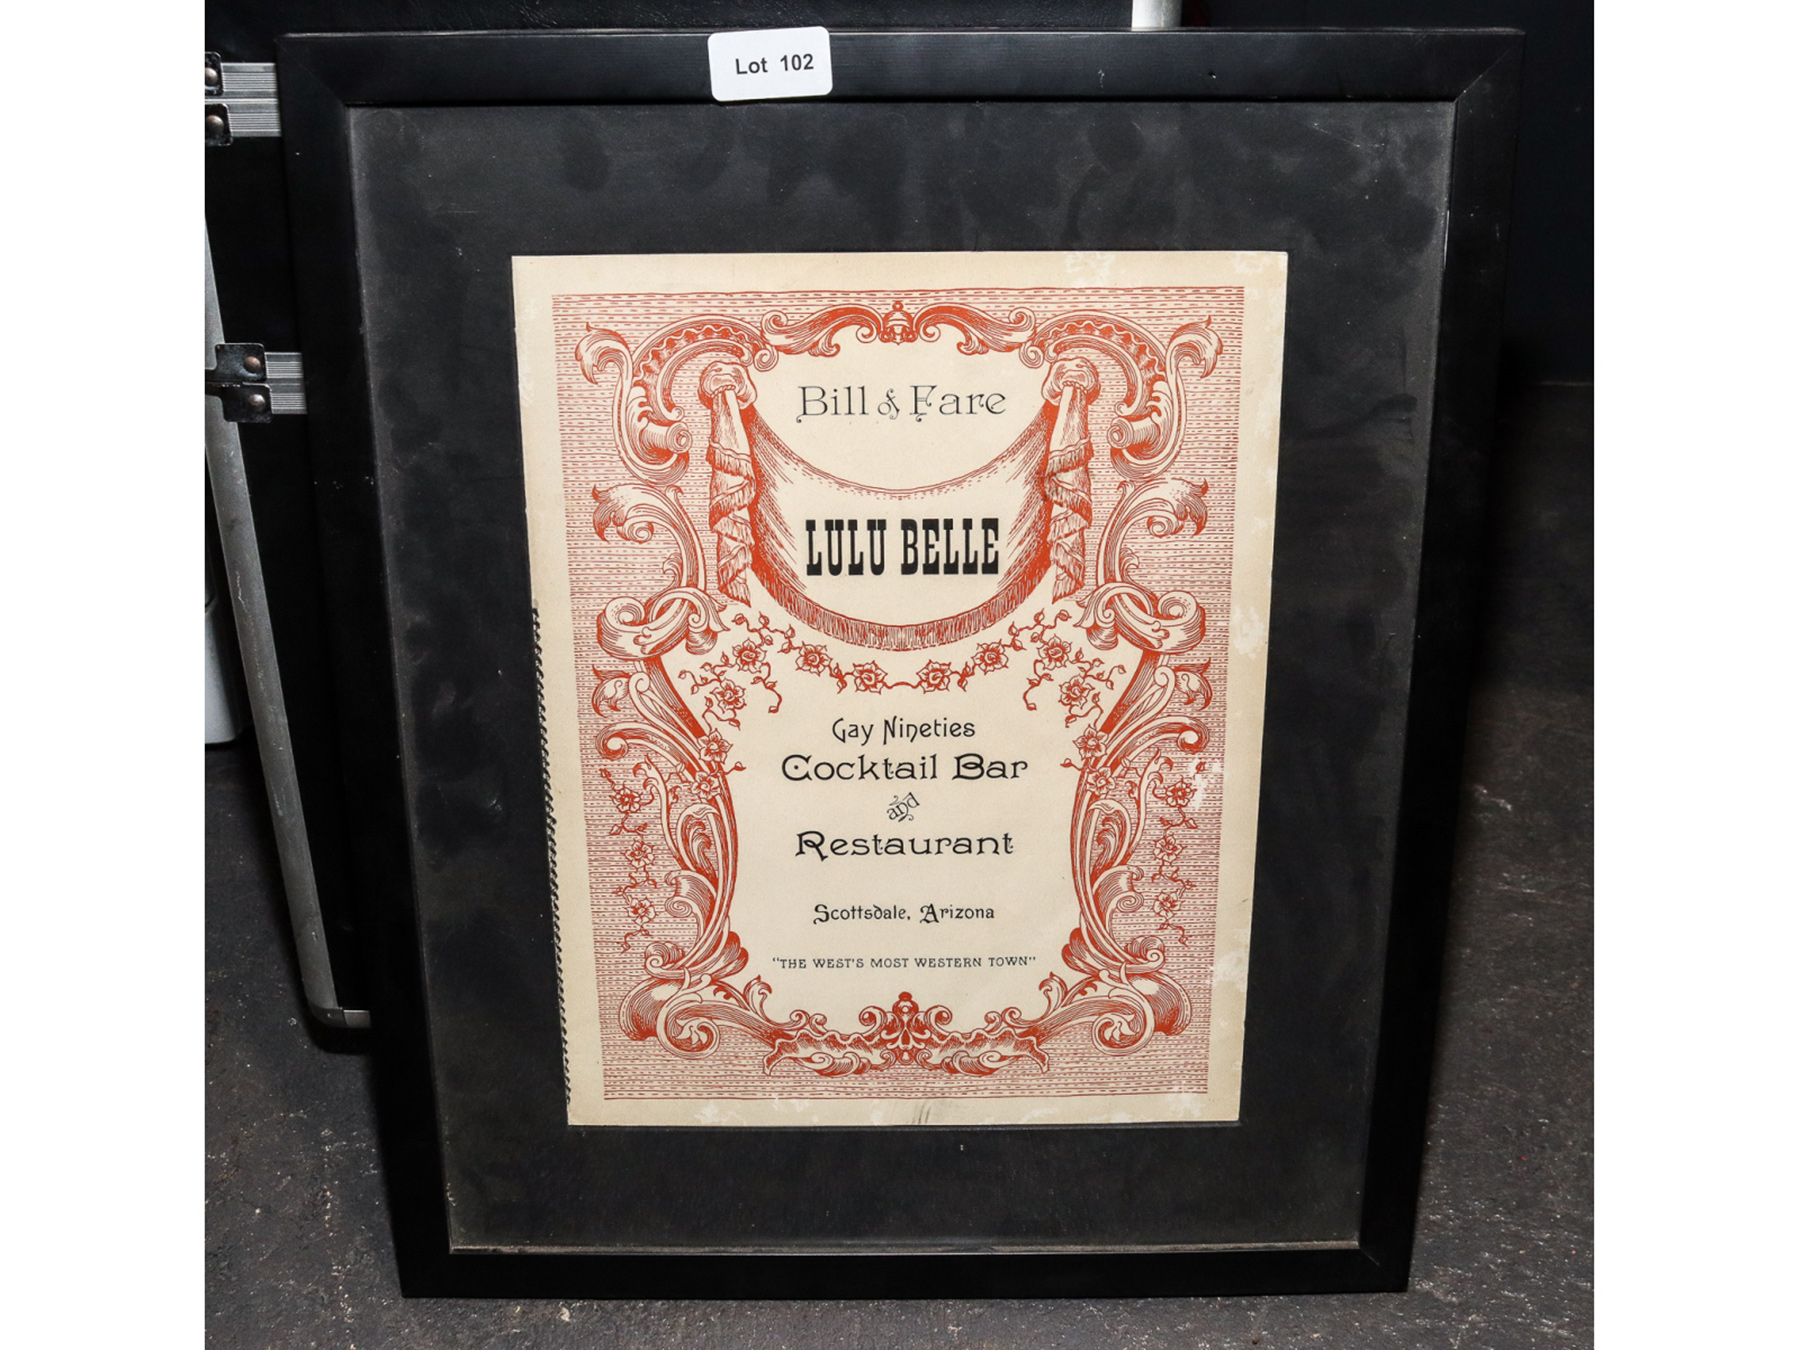 Lot 102
Bill of Fare
LULU BELLE
Gay Nineties
Cocktail Bar
and
Restaurant
Scottsdale, Arizona
"THE WEST'S MOST WESTERN TOWN"